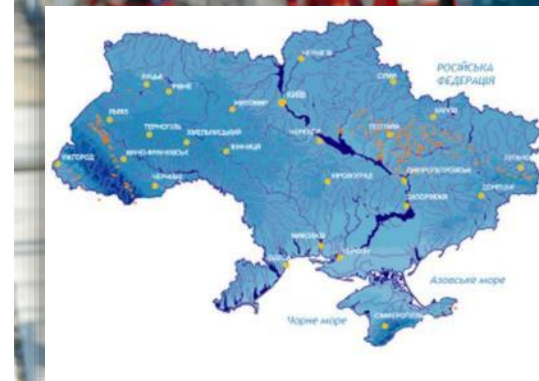 ЧЕРНІГІВ
СУМИ
РОСІЙСЬКА
ФЕДЕРАЦІЯ
ЛУЦЬК
РІВНЕ
КИЇВ
ЖИТОМИР
ХАРКІВ
ЛЬВІВ
ТЕРНОПІЛЬ
ХМЕЛЬНИЦЬКИЙ
ЧЕРКАСИ
ПОЛТАВА
ВІННИЦЯ
УЖГОРОД
ІВАНО-ФРАНКІВСЬК
ЛУГАНСЬК
ЧЕРНІВЦІ
КІРОВОГРАД
ДНІПРОПЕТРОВСЬК
ДОНЕЦЬК
ЗАПОРІЖЖЯ
МИКОЛАЇВ
ОДЕСА
ХЕРСОН
Азовське море
Чорне море
СІМФЕРОПОЛЬ